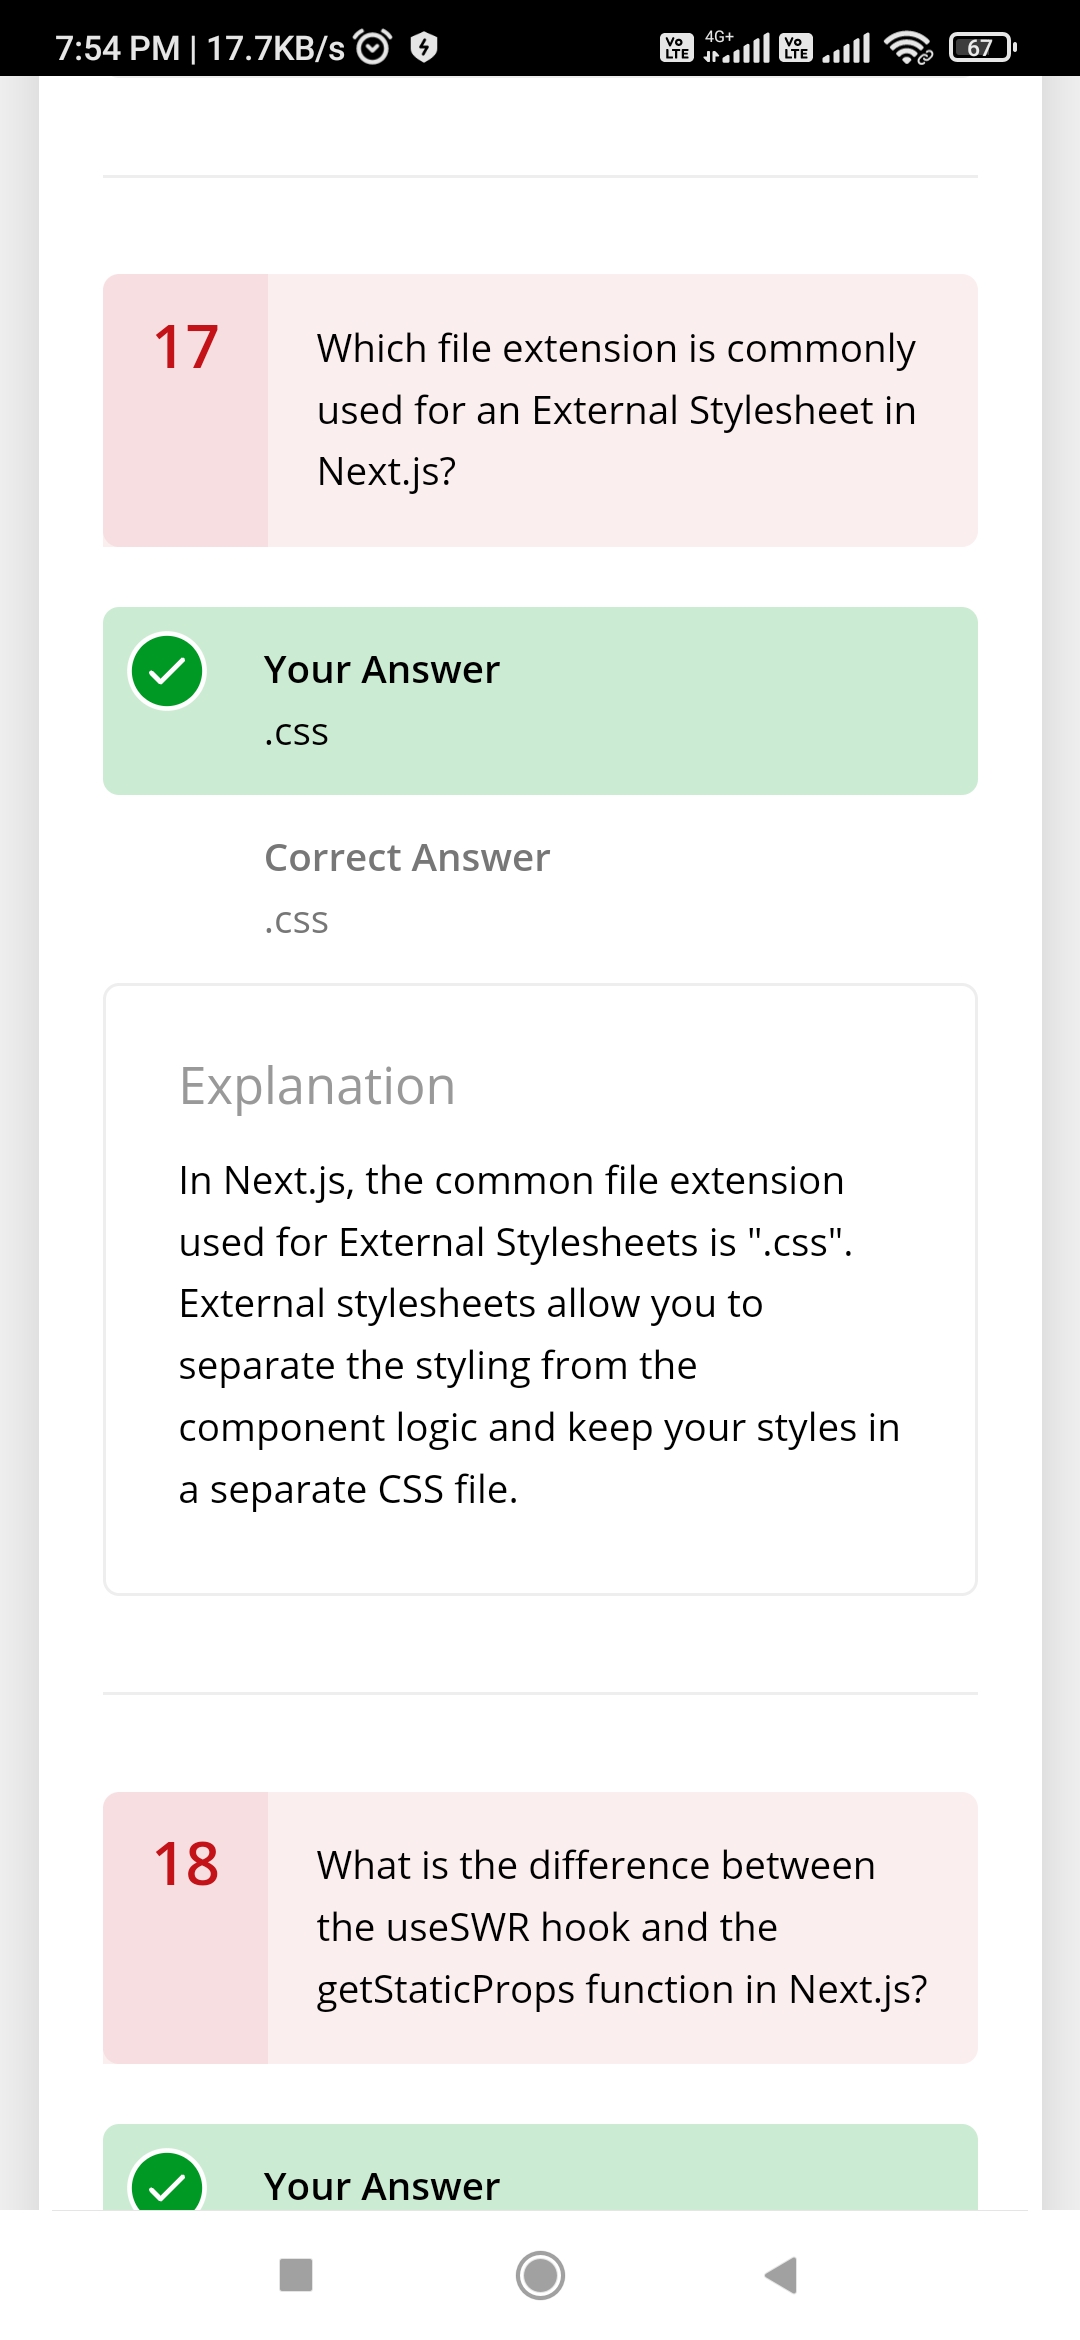 7:54 PM | 17.7KB/s
Vo LTE 4G+ Vo LTE 67
17
Which file extension is commonly
used for an External Stylesheet in
Next.js?
Your Answer
.css
Correct Answer
.css
Explanation
In Next.js, the common file extension
used for External Stylesheets is ".css".
External stylesheets allow you to
separate the styling from the
component logic and keep your styles in
a separate CSS file.
18
What is the difference between
the useSWR hook and the
getStaticProps function in Next.js?
Your Answer